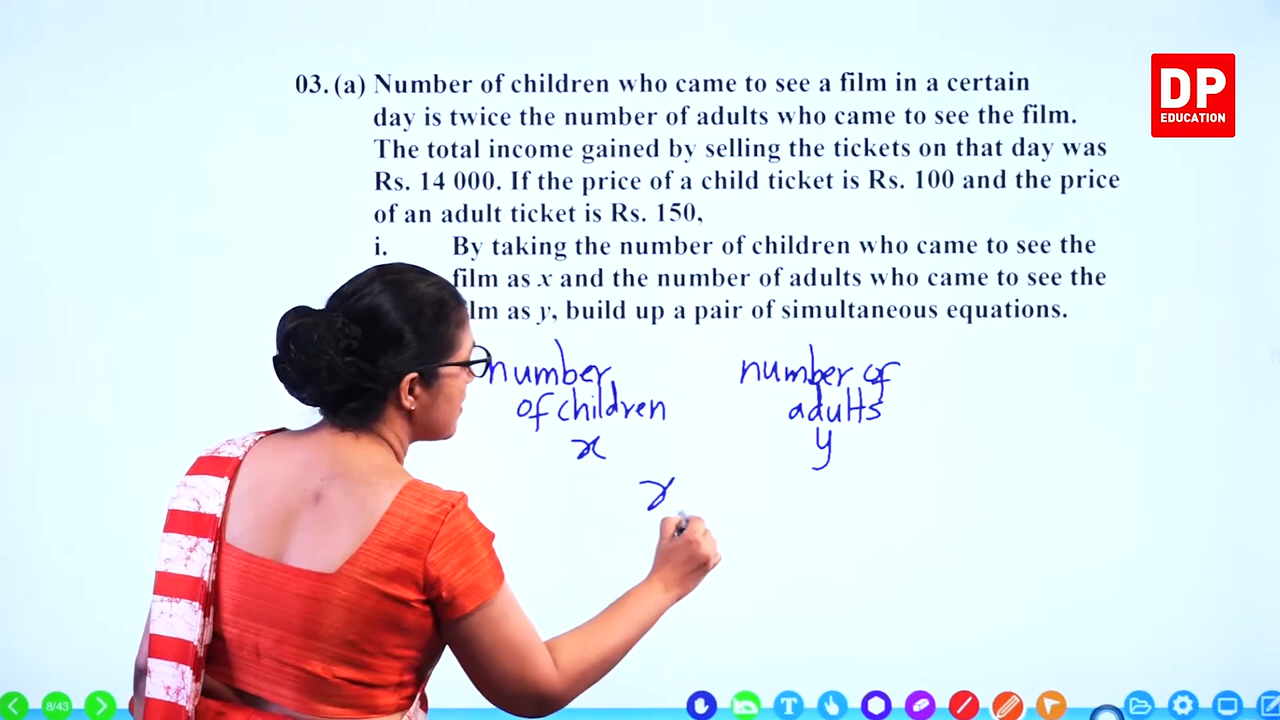 DP
EDUCATION
03. (a) Number of children who came to see a film in a certain
day is twice the number of adults who came to see the film.
The total income gained by selling the tickets on that day was
Rs. 14 000. If the price of a child ticket is Rs. 100 and the price
of an adult ticket is Rs. 150,
i. By taking the number of children who came to see the
film as x and the number of adults who came to see the
lm as y, build up a pair of simultaneous equations.
number
of children
x
number of
adults
y
x
8/43
T